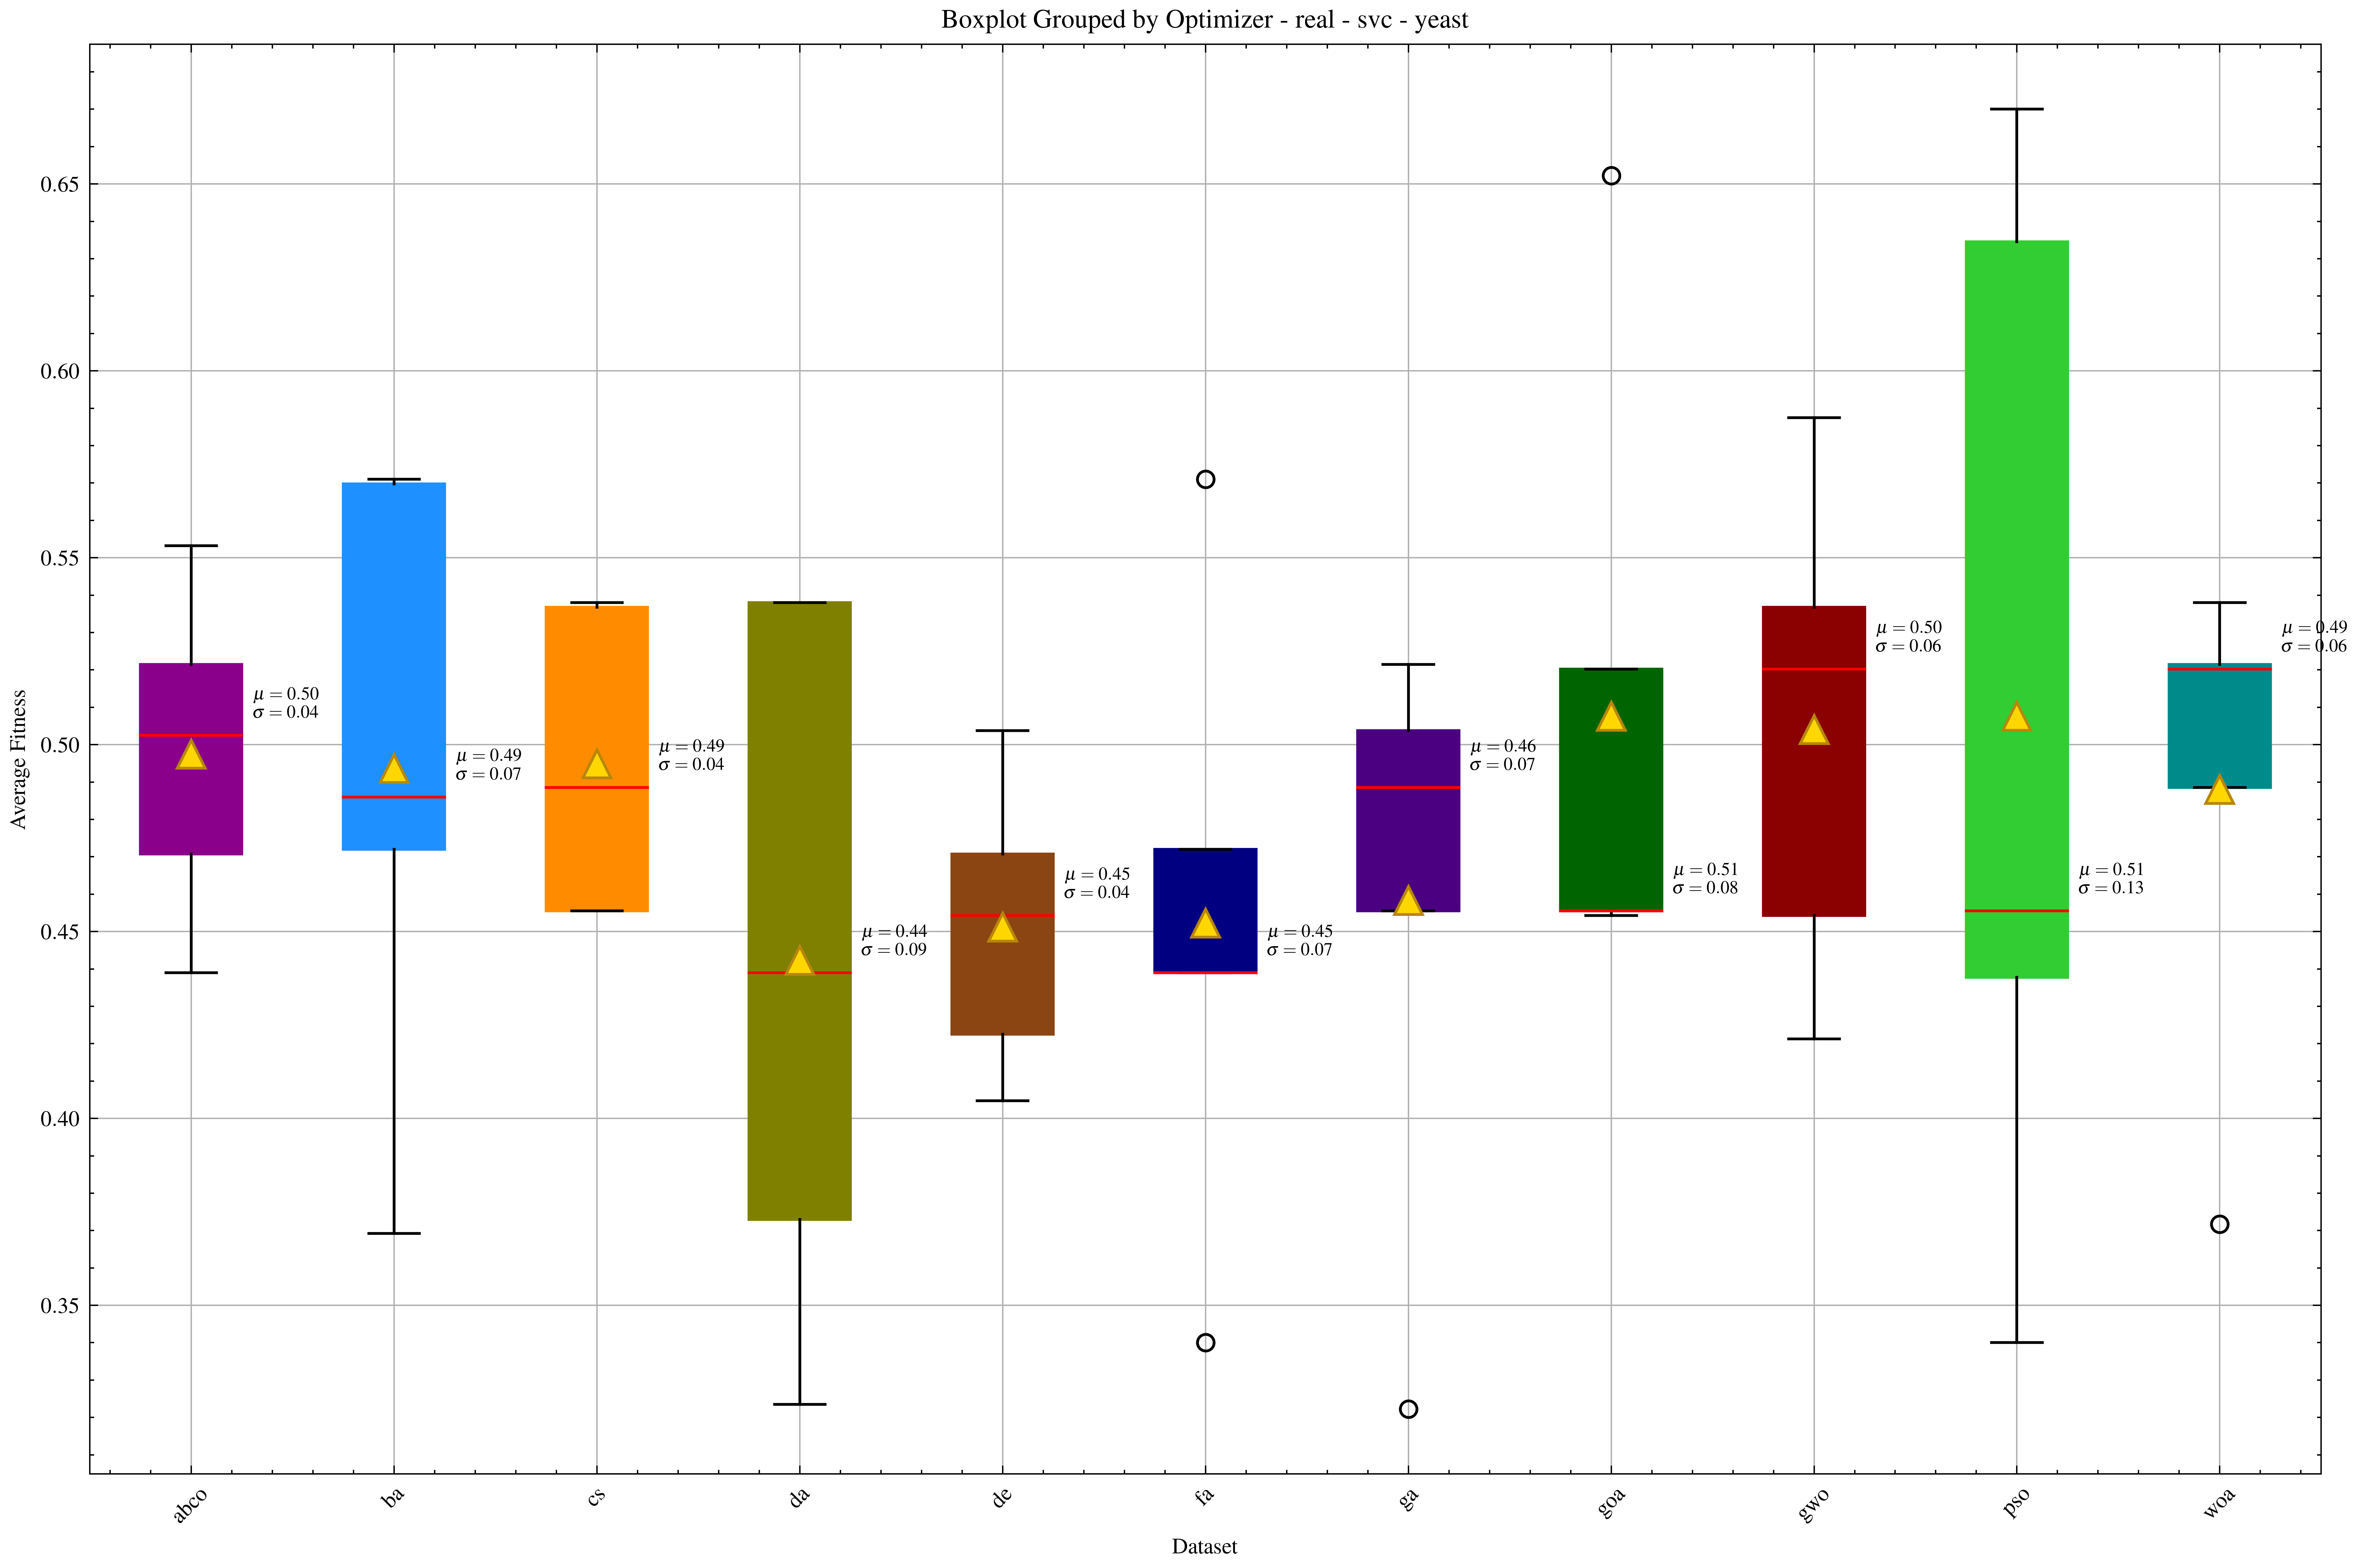 Boxplot Grouped by Optimizer - real - svc - yeast
Average Fitness
0.65
0.60
0.55
0.50
0.45
0.40
0.35
μ = 0.50
σ = 0.04
μ = 0.49
σ = 0.07
μ = 0.49
σ = 0.04
μ = 0.44
σ = 0.09
μ = 0.45
σ = 0.04
μ = 0.45
σ = 0.07
μ = 0.46
σ = 0.07
μ = 0.51
σ = 0.08
μ = 0.50
σ = 0.06
μ = 0.51
σ = 0.13
μ = 0.49
σ = 0.06
abco
ba
cs
da
de
fa
ga
goa
gwo
pso
woa
Dataset